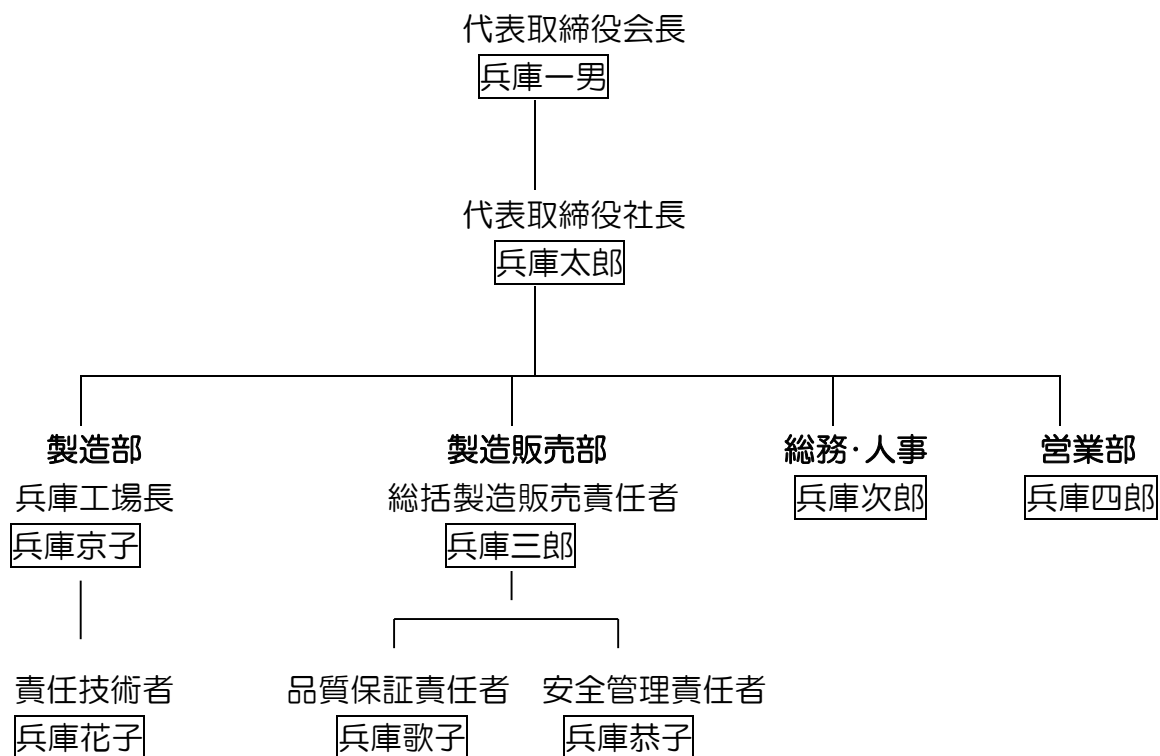 代表取締役会長
兵庫一男
代表取締役社長
兵庫太郎
製造部 製造販売部 総務・人事 営業部
兵庫工場長 総括製造販売責任者 兵庫次郎 兵庫四郎
兵庫京子 兵庫三郎
責任技術者 品質保証責任者 安全管理責任者
兵庫花子 兵庫歌子 兵庫恭子